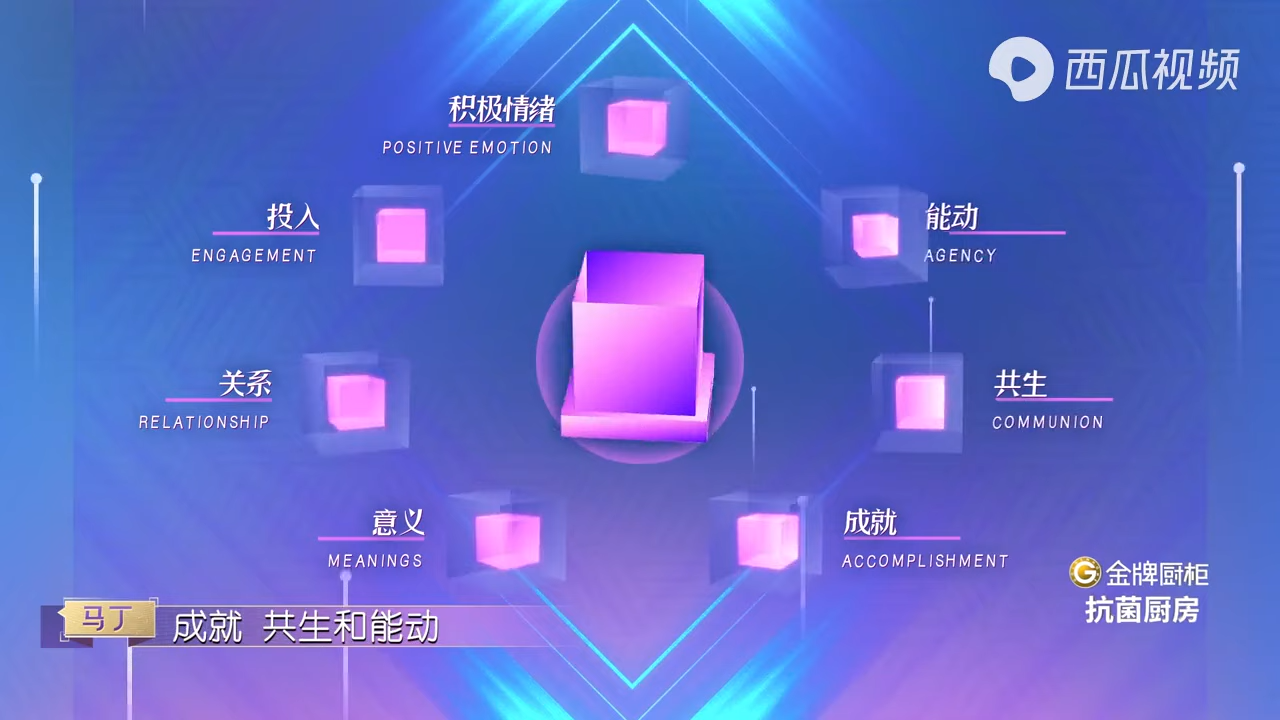 西瓜视频
积极情绪
POSITIVE EMOTION
投入
ENGAGEMENT
能动
AGENCY
关系
RELATIONSHIP
共生
COMMUNION
意义
MEANINGS
成就
ACCOMPLISHMENT
G 金牌厨柜
抗菌厨房
马丁
成就 共生和能动